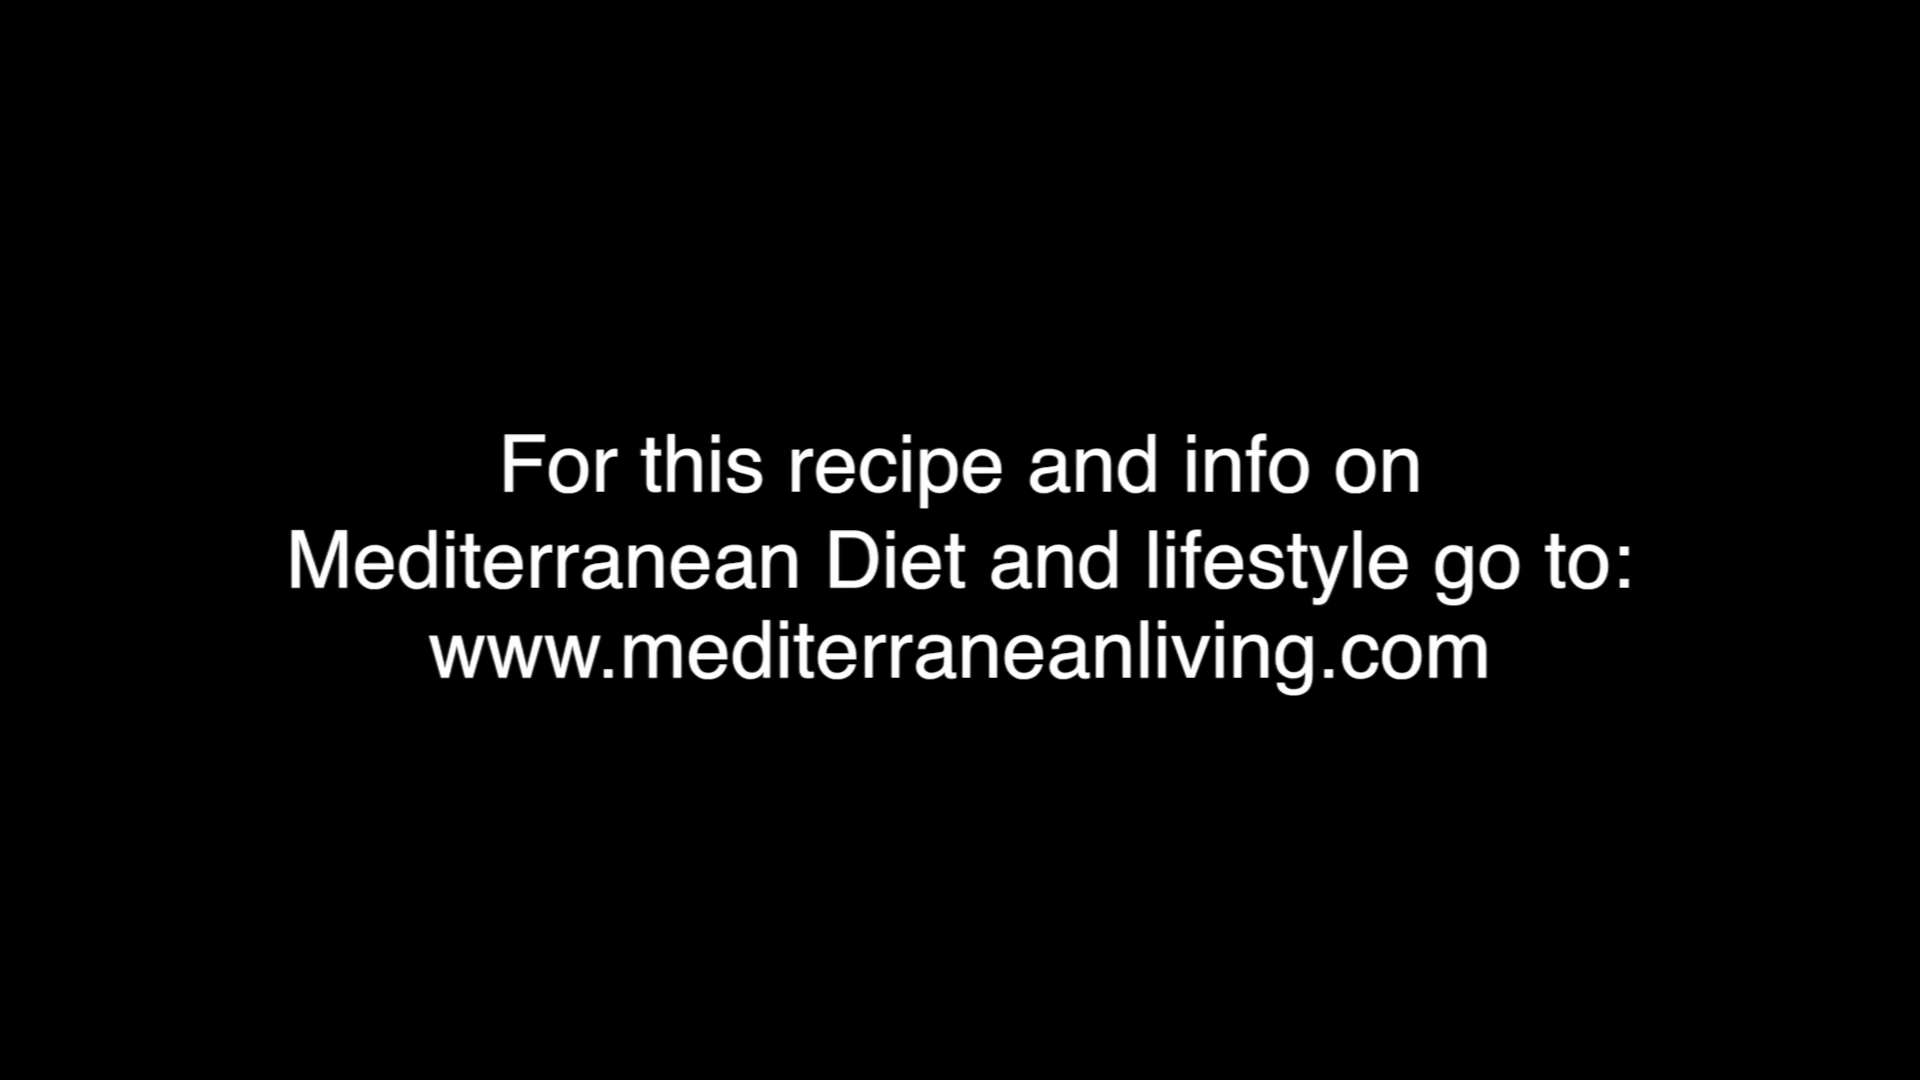 For this recipe and info on
Mediterranean Diet and lifestyle go to:
www.mediterraneanliving.com